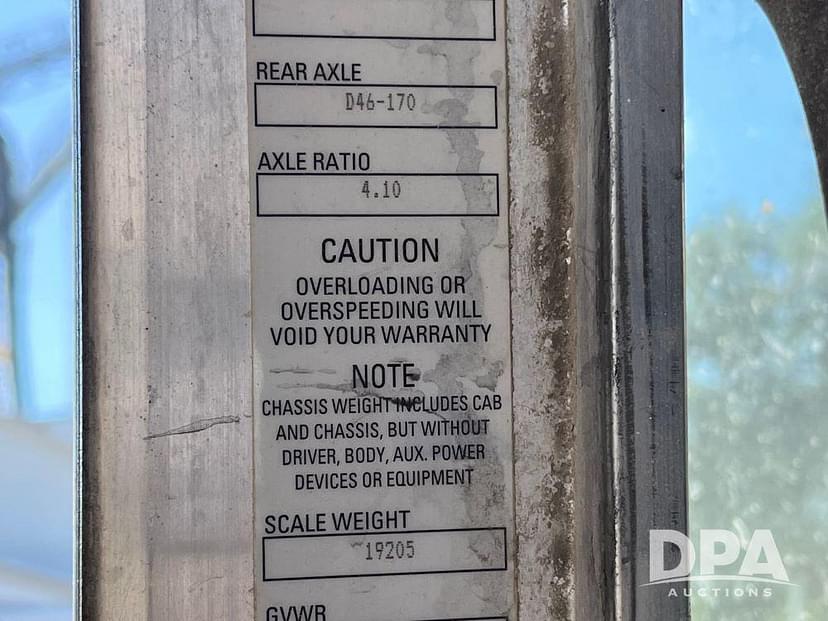 REAR AXLE
D46-170
AXLE RATIO
4.10
CAUTION
OVERLOADING OR
OVERSPEEDING WILL
VOID YOUR WARRANTY
NOTE
CHASSIS WEIGHT INCLUDES CAB
AND CHASSIS, BUT WITHOUT
DRIVER, BODY, AUX. POWER
DEVICES OR EQUIPMENT
SCALE WEIGHT
19205
GVWR
DPA
AUCTIONS